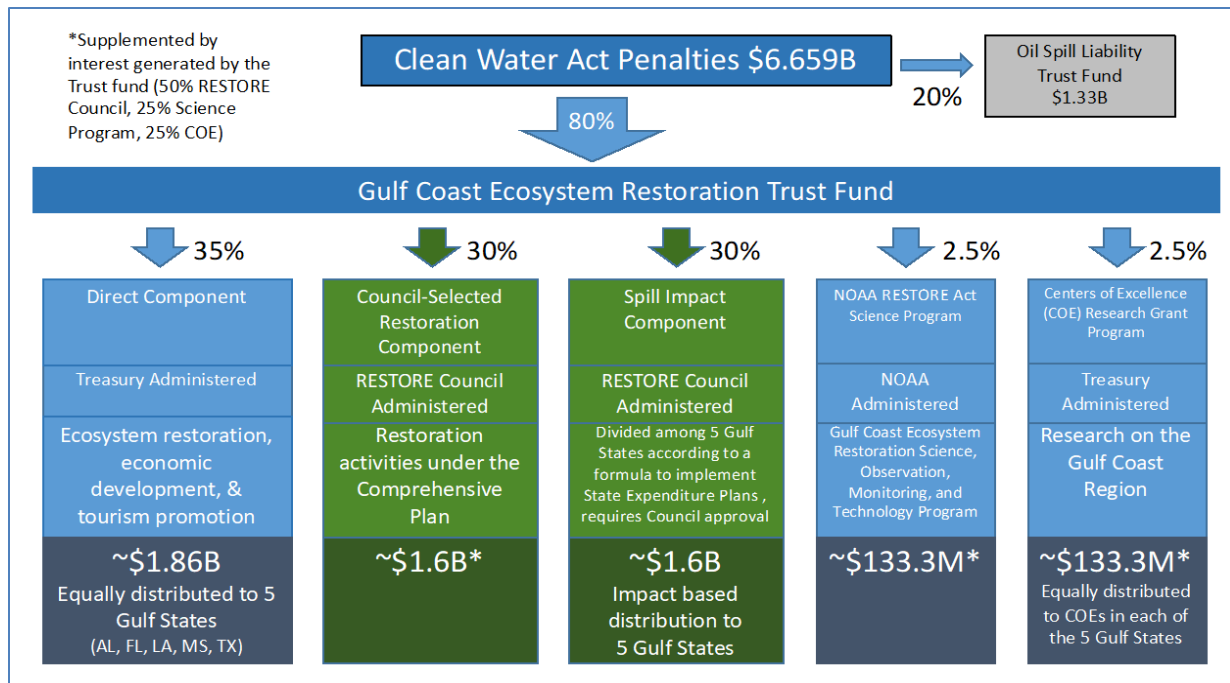 *Supplemented by
interest generated by the
Trust fund (50% RESTORE
Council, 25% Science
Program, 25% COE)
Clean Water Act Penalties $6.659B
20%
Oil Spill Liability
Trust Fund
$1.33B
80%
Gulf Coast Ecosystem Restoration Trust Fund
35%
30%
30%
2.5%
2.5%
Direct Component
Treasury Administered
Ecosystem restoration,
economic
development, &
tourism promotion
~$1.86B
Equally distributed to 5
Gulf States
(AL, FL, LA, MS, TX)
Council-Selected
Restoration
Component
RESTORE Council
Administered
Restoration
activities under the
Comprehensive
Plan
~$1.6B*
Spill Impact
Component
RESTORE Council
Administered
Divided among 5 Gulf
States according to a
formula to implement
State Expenditure Plans ,
requires Council approval
~$1.6B
Impact based
distribution to
5 Gulf States
NOAA RESTORE Act
Science Program
NOAA
Administered
Gulf Coast Ecosystem
Restoration Science,
Observation,
Monitoring, and
Technology Program
~$133.3M*
Centers of Excellence
(COE) Research Grant
Program
Treasury
Administered
Research on the
Gulf Coast
Region
~$133.3M*
Equally distributed
to COEs in each of
the 5 Gulf States